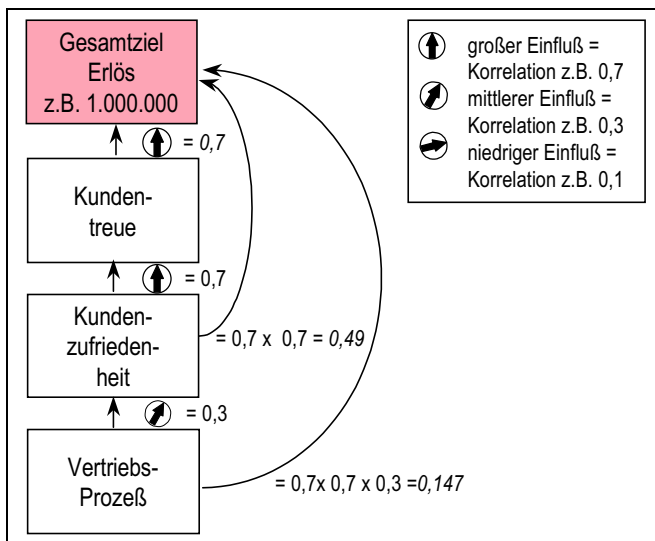 Gesamtziel
Erlös
z.B. 1.000.000
= 0,7
Kunden-
treue
= 0,7
Kunden-
zufrieden-
heit
= 0,7 x 0,7 = 0,49
= 0,3
Vertriebs-
Prozeß
= 0,7x 0,7 x 0,3 =0,147
großer Einfluß =
Korrelation z.B. 0,7
mittlerer Einfluß =
Korrelation z.B. 0,3
niedriger Einfluß =
Korrelation z.B. 0,1